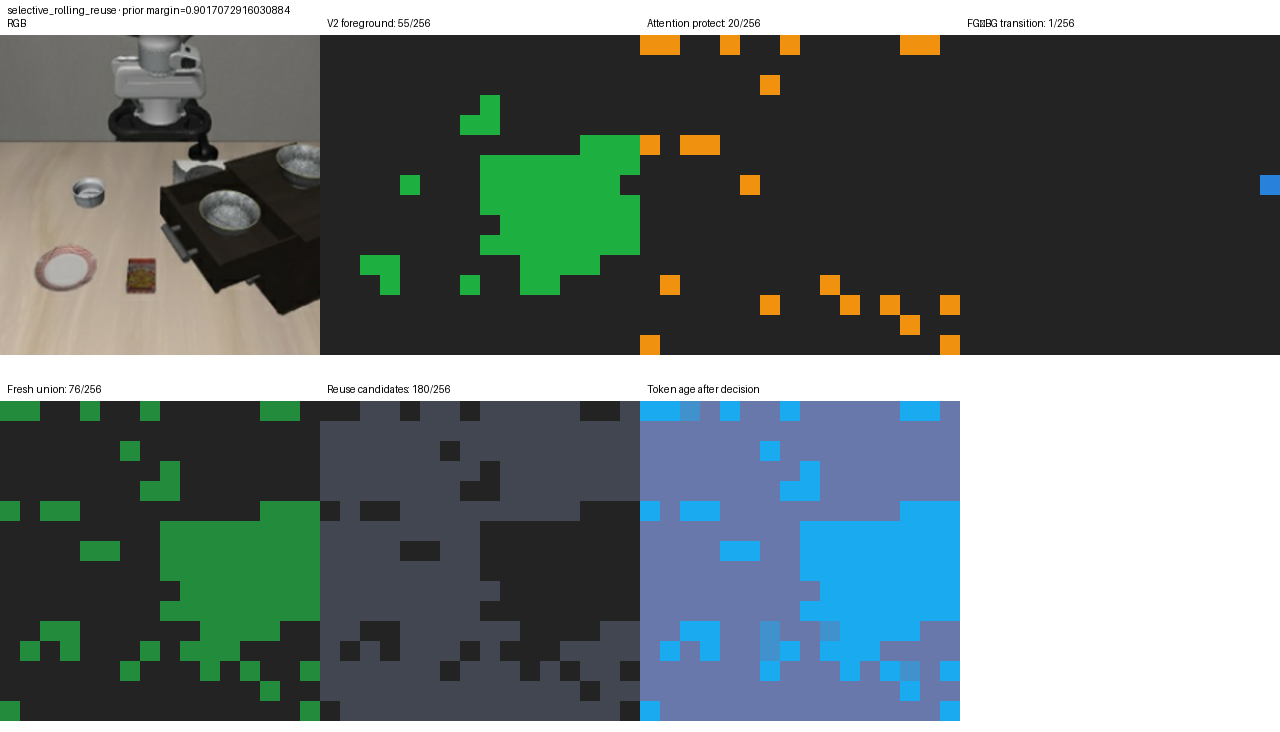 selective_rolling_reuse · prior margin=0.9017072916030884
RGB
V2 foreground: 55/256
Attention protect: 20/256
transition: 1/256
Fresh union: 76/256
Reuse candidates: 180/256
Token age after decision